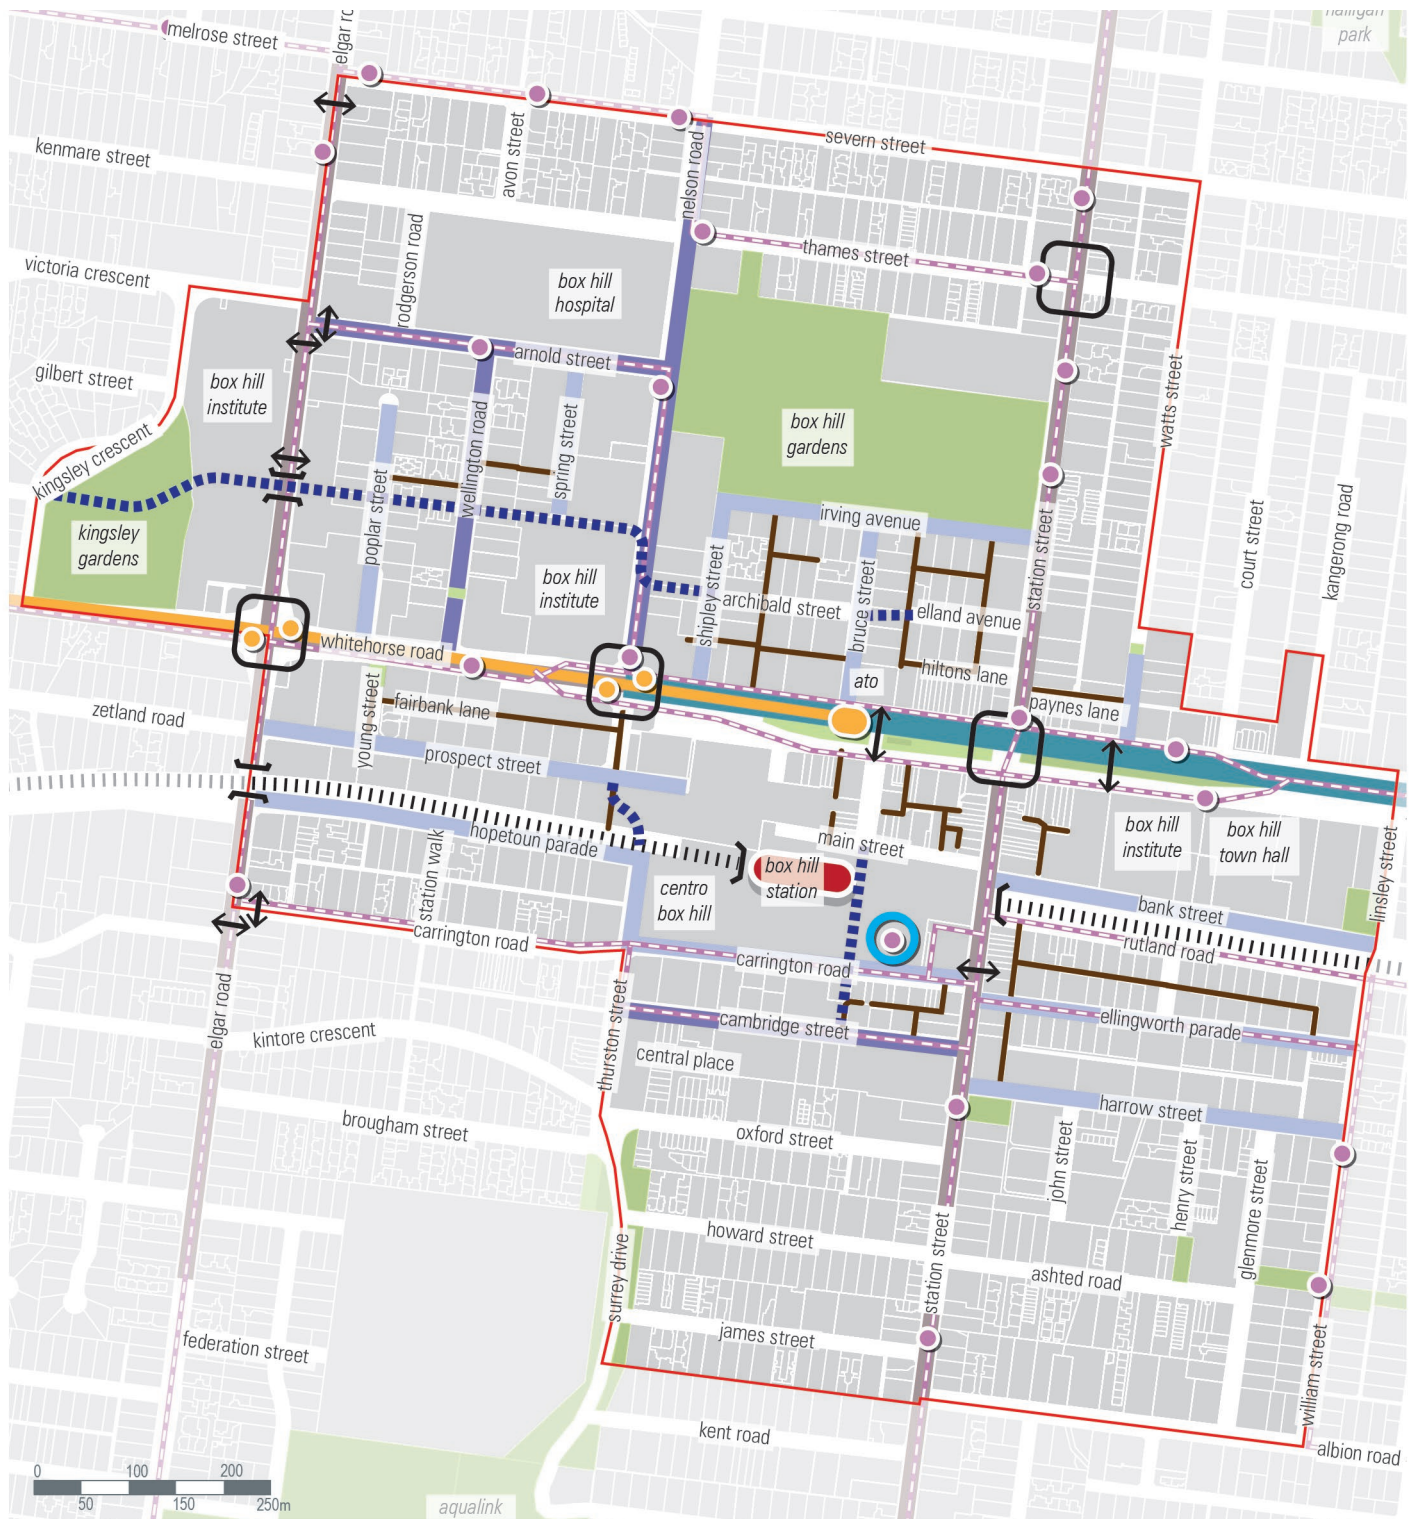 halligan
park
melrose street
elgar ro
severn street
kenmare street
avon street
nelson road
thames street
victoria crescent
rodgerson road
box hill
hospital
arnold street
gilbert street
box hill
institute
watts street
box hill
gardens
kingsley crescent
wellington road
spring street
poplar street
irving avenue
court street
kangerong road
kingsley
gardens
box hill
institute
shipley street
archibald street
bruce street
elland avenue
station street
whitehorse road
hiltons lane
ato
paynes lane
zetland road
young street
fairbank lane
prospect street
hopetoun parade
main street
box hill
institute
box hill
town hall
station walk
box hill
station
centro
box hill
bank street
linsley street
carrington road
rutland road
carrington road
elgar road
thurston street
cambridge street
ellingworth parade
kintore crescent
central place
harrow street
brougham street
oxford street
john street
henry street
glenmore street
howard street
surrey drive
station street
ashted road
federation street
james street
william street
kent road
albion road
0 100 200
50 150 250m
aqualink